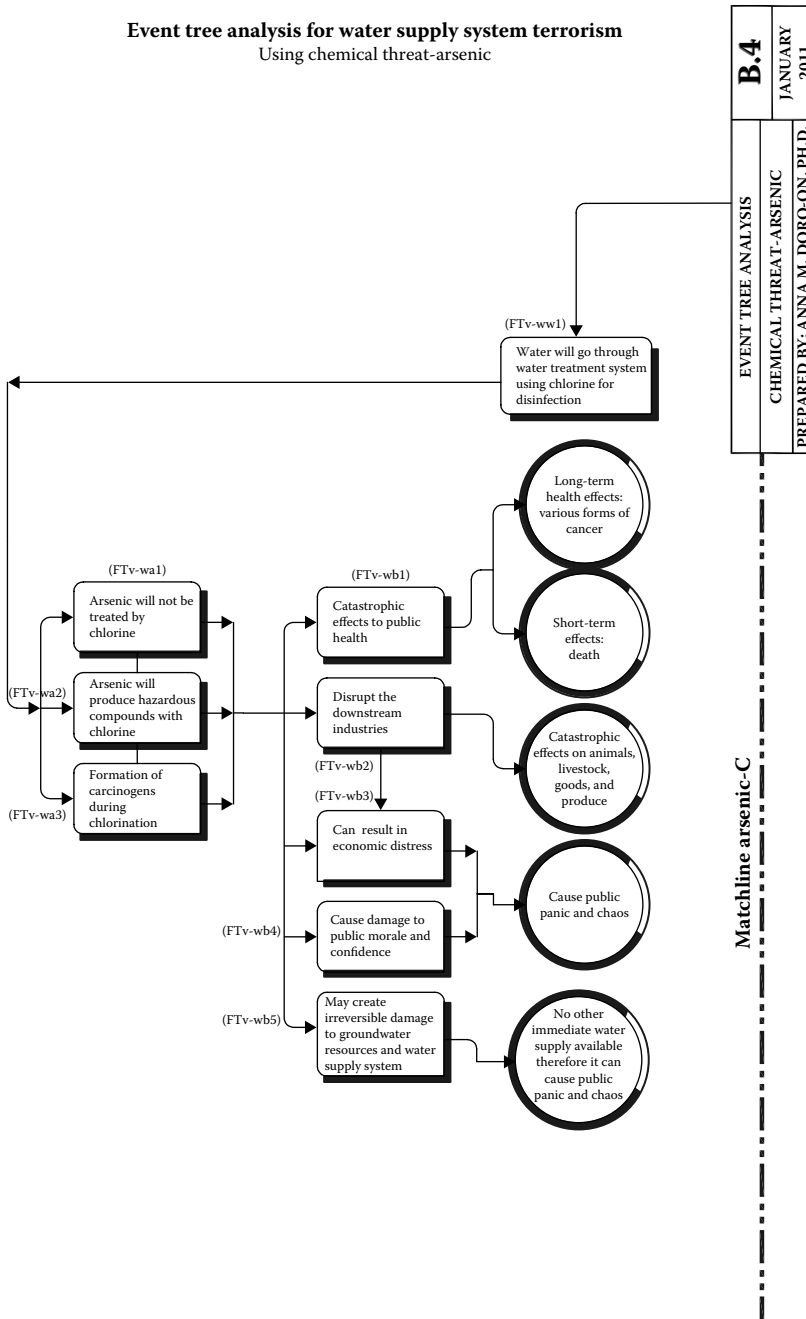 Event tree analysis for water supply system terrorism
Using chemical threat-arsenic
B.4
JANUARY
2011
EVENT TREE ANALYSIS
CHEMICAL THREAT-ARSENIC
PREPARED BY: ANNA M. DORO-ON, PH.D.
(FTv-ww1)
Water will go through
water treatment system
using chlorine for
disinfection
Long-term
health effects:
various forms of
cancer
(FTv-wa1)
Arsenic will not be
treated by
chlorine
(FTv-wb1)
Catastrophic
effects to public
health
Short-term
effects:
death
(FTv-wa2)
Arsenic will
produce hazardous
compounds with
chlorine
Disrupt the
downstream
industries
(FTv-wb2)
Catastrophic
effects on animals,
livestock,
goods, and
produce
(FTv-wa3)
Formation of
carcinogens
during
chlorination
(FTv-wb3)
Can result in
economic distress
(FTv-wb4)
Cause damage to
public morale and
confidence
Cause public
panic and chaos
(FTv-wb5)
May create
irreversible damage
to groundwater
resources and water
supply system
No other
immediate water
supply available
therefore it can
cause public
panic and chaos
Matchline arsenic-C